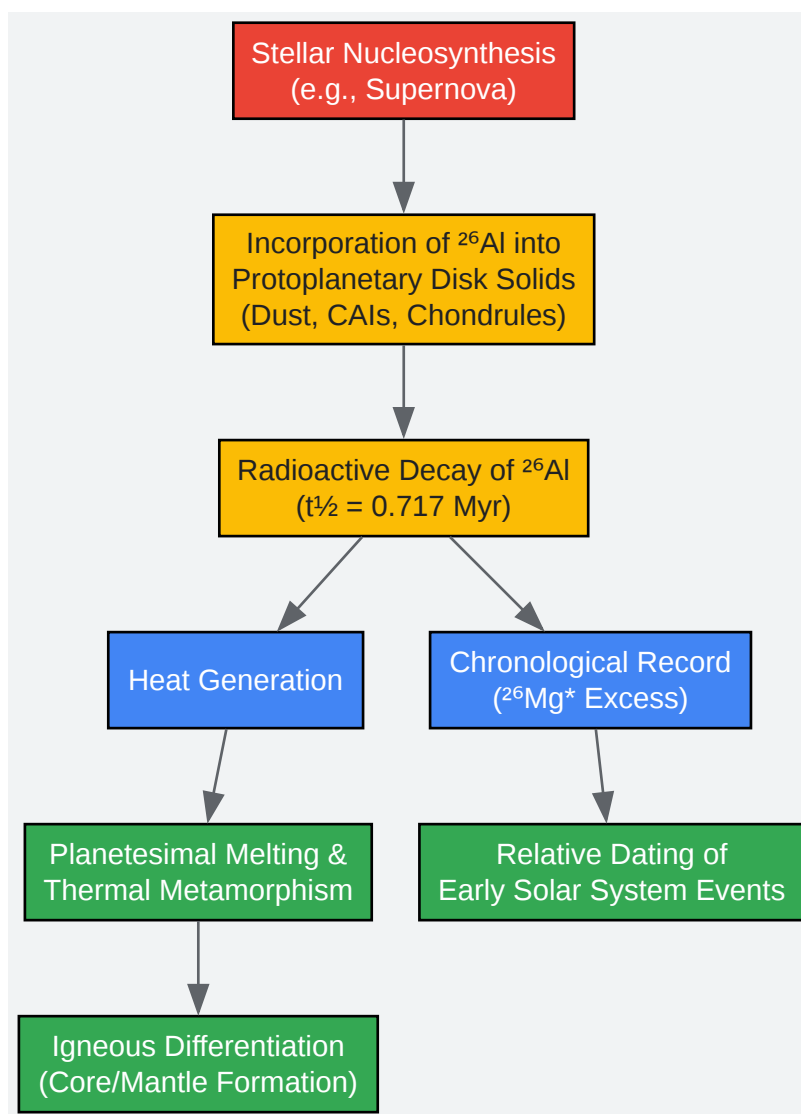 Stellar Nucleosynthesis
(e.g., Supernova)
Incorporation of ²⁶Al into
Protoplanetary Disk Solids
(Dust, CAIs, Chondrules)
Radioactive Decay of ²⁶Al
(t½ = 0.717 Myr)
Heat Generation
Chronological Record
(²⁶Mg* Excess)
Planetesimal Melting &
Thermal Metamorphism
Relative Dating of
Early Solar System Events
Igneous Differentiation
(Core/Mantle Formation)